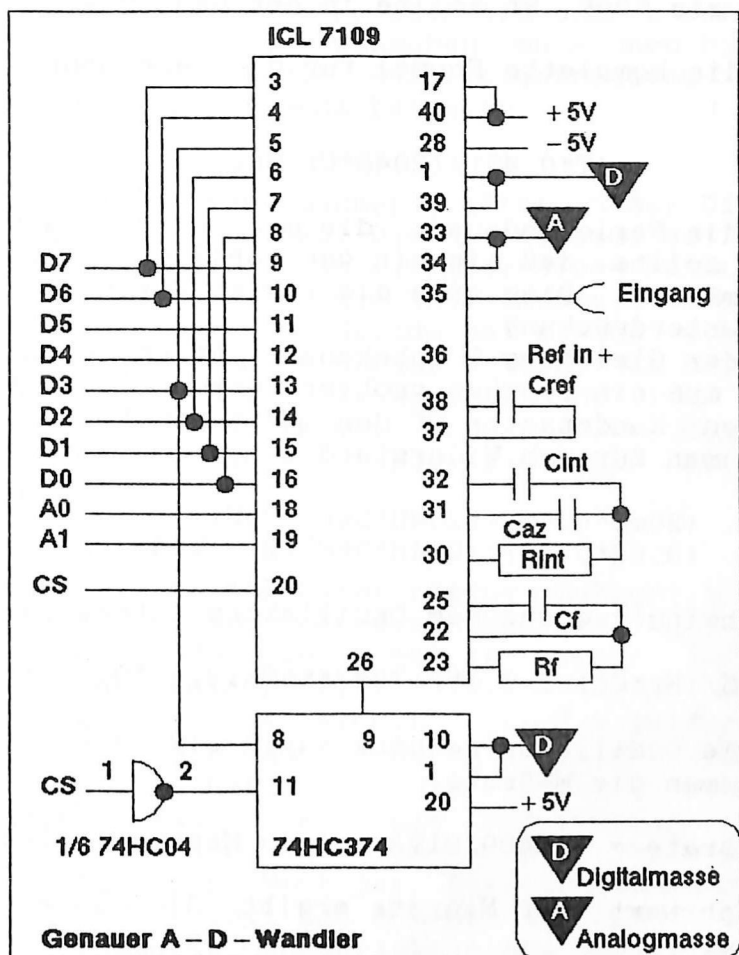 ICL 7109
3 17
4 40 + 5V
5 28 – 5V
6 1 D
7 39
8 33 A
D7 9 34
D6 10 35 Eingang
D5 11
D4 12 36 Ref in +
D3 13 38 Cref
D2 14 37
D1 15
D0 16 32 Cint
A0 18 31 Caz
A1 19 30 RInt
CS 20 25 Cf
22
23 Rf
26
8 9 10 D
CS 1 2 11 1
20 + 5V
1/6 74HC04 74HC374
D Digitalmassè
A Analogmasse
Genauer A – D – Wandler